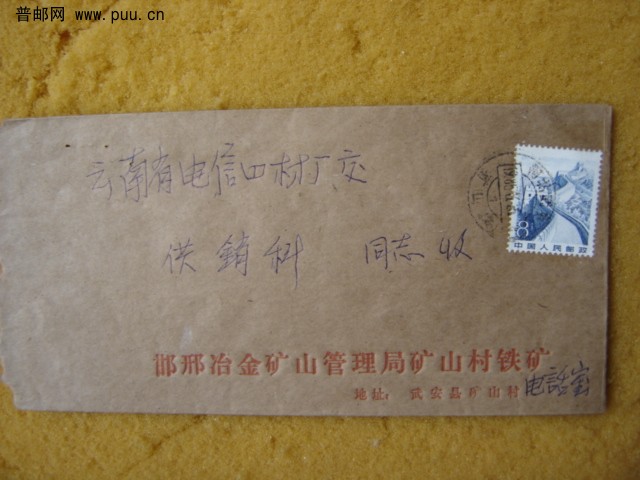 普邮网 www.puu.cn
云南省电信四材厂交
供銷科 同志收
8
中国人民邮政
邯邢冶金矿山管理局矿山村铁矿
地址：武安县矿山村
电話室